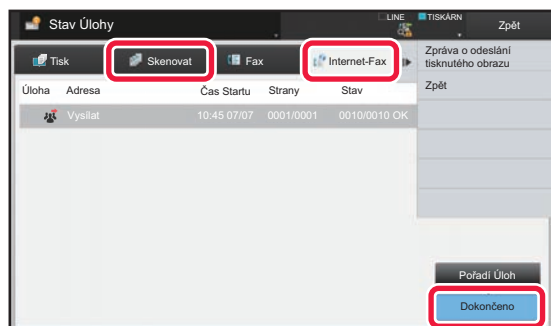 Stav Úlohy
LINE
TISKÁRN
Zpět
Tisk
Skenovat
Fax
Internet-Fax
Zpráva o odeslání
tisknutého obrazu
Zpět
Úloha Adresa Čas Startu Strany Stav
Vysílat 10:45 07/07 0001/0001 0010/0010 OK
Pořadí Úloh
Dokončeno